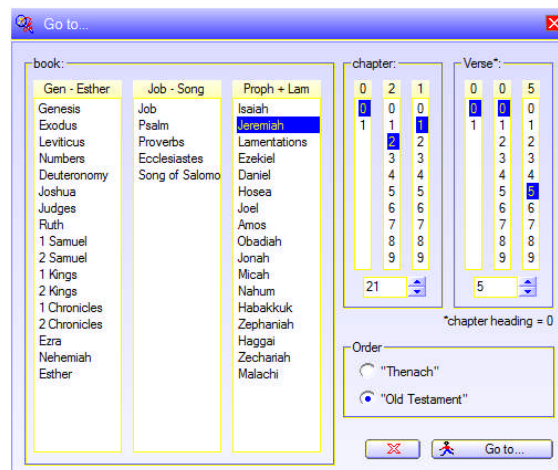 Go to...
book:
Gen - Esther
Genesis
Exodus
Leviticus
Numbers
Deuteronomy
Joshua
Judges
Ruth
1 Samuel
2 Samuel
1 Kings
2 Kings
1 Chronicles
2 Chronicles
Ezra
Nehemiah
Esther
Job - Song
Job
Psalm
Proverbs
Ecclesiastes
Song of Salomo
Proph + Lam
Isaiah
Jeremiah
Lamentations
Ezekiel
Daniel
Hosea
Joel
Amos
Obadiah
Jonah
Micah
Nahum
Habakkuk
Zephaniah
Haggai
Zechariah
Malachi
chapter:
0 2 1
0 0 0
1 1 1
2 2
3 3
4 4
5 5
6 6
7 7
8 8
9 9
21
Verse*:
0 0 5
0 0 0
1 1 1
2 2
3 3
4 4
5 5
6 6
7 7
8 8
9 9
5
*chapter heading = 0
Order
"Thenach"
"Old Testament"
Go to...